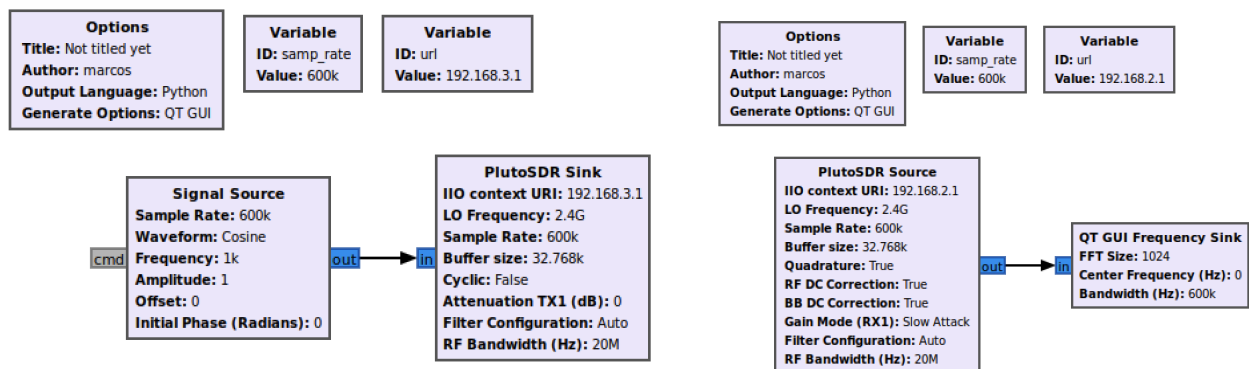 Options
Title: Not titled yet
Author: marcos
Output Language: Python
Generate Options: QT GUI
Variable
ID: samp_rate
Value: 600k
Variable
ID: url
Value: 192.168.3.1
Signal Source
Sample Rate: 600k
Waveform: Cosine
Frequency: 1k
Amplitude: 1
Offset: 0
Initial Phase (Radians): 0
cmd
out
in
PlutoSDR Sink
IIO context URI: 192.168.3.1
LO Frequency: 2.4G
Sample Rate: 600k
Buffer size: 32.768k
Cyclic: False
Attenuation TX1 (dB): 0
Filter Configuration: Auto
RF Bandwidth (Hz): 20M
Options
Title: Not titled yet
Author: marcos
Output Language: Python
Generate Options: QT GUI
Variable
ID: samp_rate
Value: 600k
Variable
ID: url
Value: 192.168.2.1
PlutoSDR Source
IIO context URI: 192.168.2.1
LO Frequency: 2.4G
Sample Rate: 600k
Buffer size: 32.768k
Quadrature: True
RF DC Correction: True
BB DC Correction: True
Gain Mode (RX1): Slow Attack
Filter Configuration: Auto
RF Bandwidth (Hz): 20M
out
in
QT GUI Frequency Sink
FFT Size: 1024
Center Frequency (Hz): 0
Bandwidth (Hz): 600k